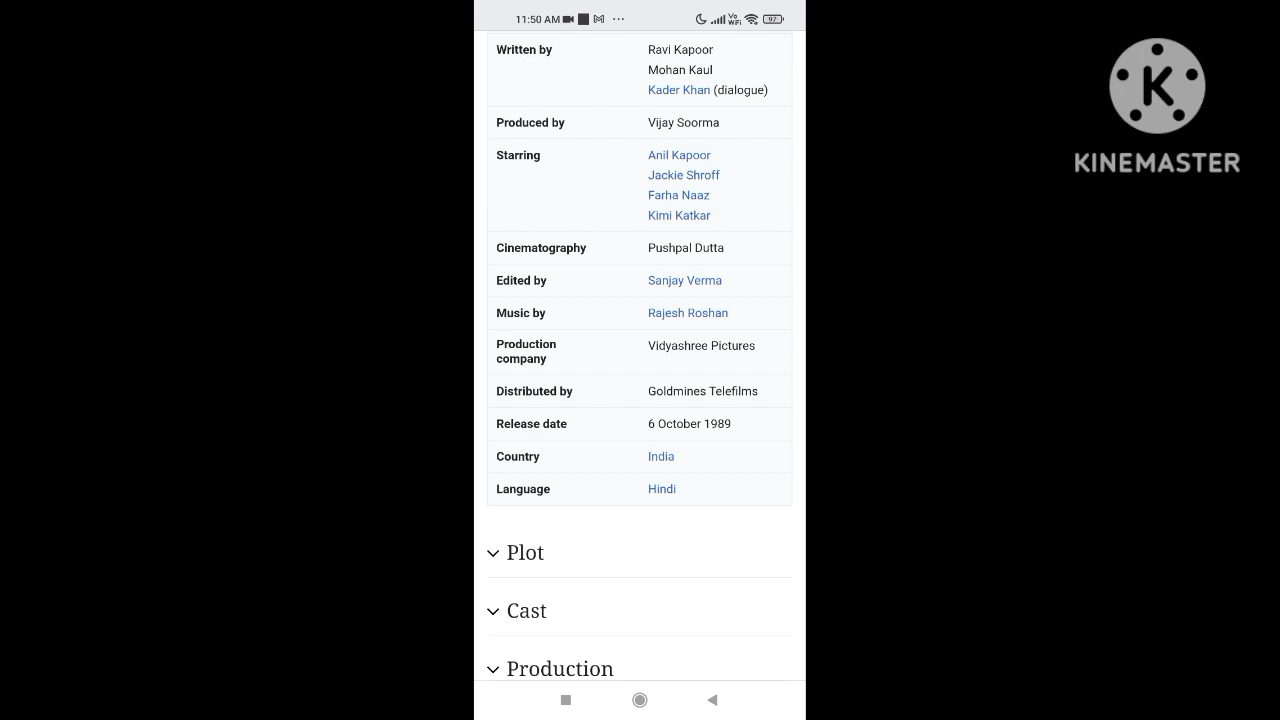 11:50 AM ···
Vo WiFi 97
Written by Ravi Kapoor
Mohan Kaul
Kader Khan (dialogue)
Produced by Vijay Soorma
Starring Anil Kapoor
Jackie Shroff
Farha Naaz
Kimi Katkar
Cinematography Pushpal Dutta
Edited by Sanjay Verma
Music by Rajesh Roshan
Production company Vidyashree Pictures
Distributed by Goldmines Telefilms
Release date 6 October 1989
Country India
Language Hindi
Plot
Cast
Production
K
KINEMASTER